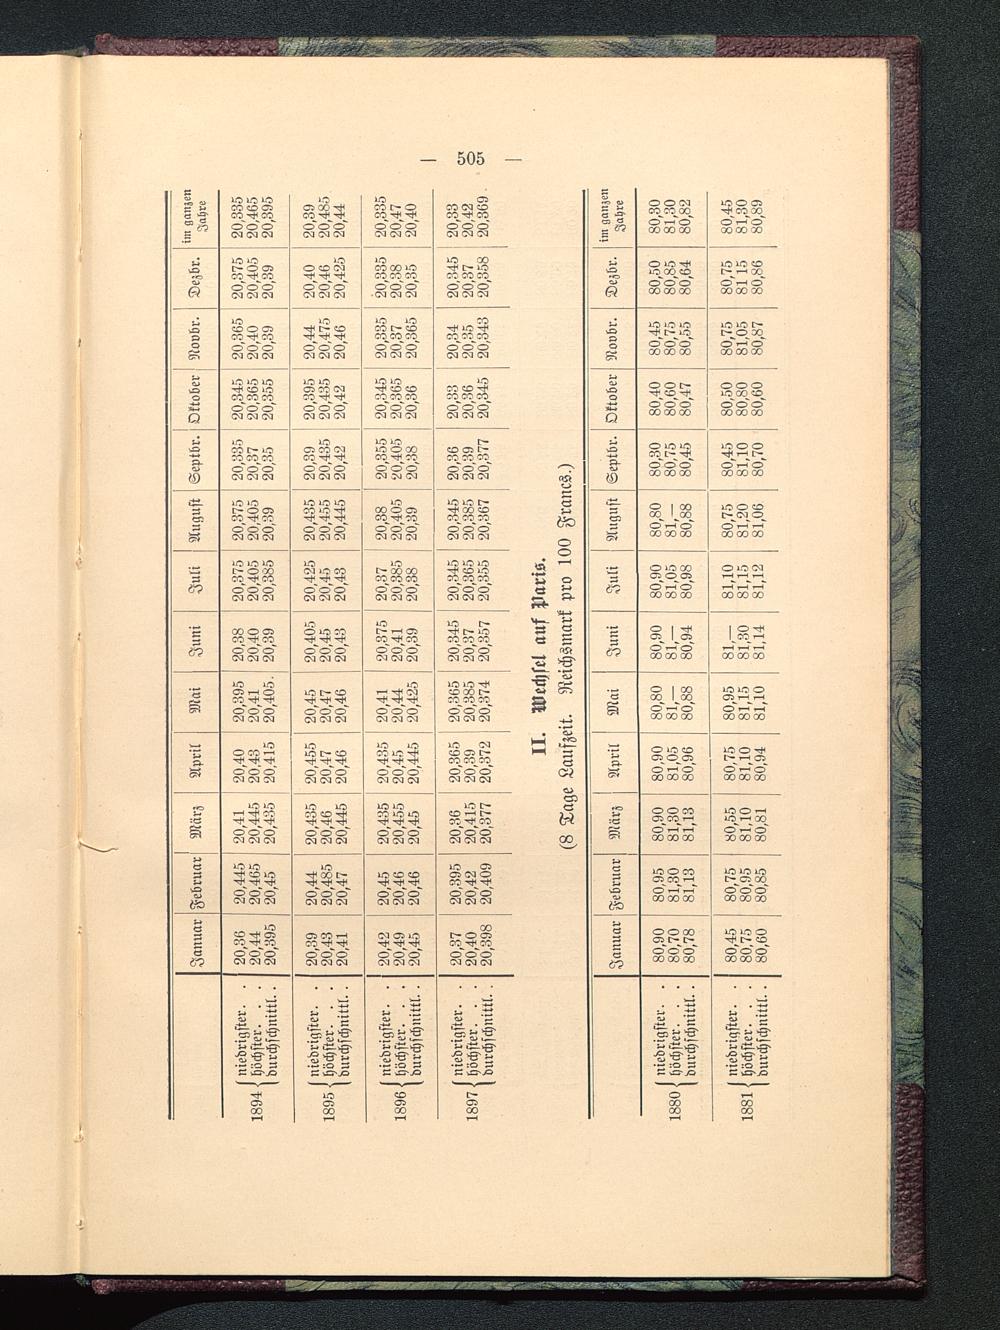 — 505 —
Januar Februar März April Mai Juni Juli August Septbr. Oktober Novbr. Dezbr. im ganzen Jahre
1894 { niedrigster. . 20,36 20,445 20,41 20,40 20,395 20,38 20,375 20,375 20,335 20,345 20,365 20,375 20,335
höchster. . . 20,44 20,465 20,445 20,43 20,41 20,40 20,405 20,405 20,37 20,365 20,40 20,405 20,465
durchschnittl. . 20,395 20,45 20,435 20,415 20,405. 20,39 20,385 20,39 20,35 20,355 20,39 20,39 20,395
1895 { niedrigster. . 20,39 20,44 20,435 20,455 20,45 20,405 20,425 20,435 20,39 20,395 20,44 20,40 20,39
höchster. . . 20,43 20,485 20,46 20,47 20,47 20,45 20,45 20,455 20,435 20,435 20,475 20,46 20,485
durchschnittl. . 20,41 20,47 20,445 20,46 20,46 20,43 20,43 20,445 20,42 20,42 20,46 20,425 20,44
1896 { niedrigster. . 20,42 20,45 20,435 20,435 20,41 20,375 20,37 20,38 20,355 20,345 20,335 20,335 20,335
höchster. . . 20,49 20,46 20,455 20,45 20,44 20,41 20,385 20,405 20,405 20,365 20,37 20,38 20,47
durchschnittl. . 20,45 20,46 20,45 20,445 20,425 20,39 20,38 20,39 20,38 20,36 20,365 20,35 20,40
1897 { niedrigster. . 20,37 20,395 20,36 20,365 20,365 20,345 20,345 20,345 20,36 20,33 20,34 20,345 20,33
höchster. . . 20,40 20,42 20,415 20,39 20,385 20,37 20,365 20,385 20,39 20,36 20,35 20,37 20,42
durchschnittl. . 20,398 20,409 20,377 20,372 20,374 20,357 20,355 20,367 20,377 20,345 20,343 20,358 20,369
II. Wechsel auf Paris.
(8 Tage Laufzeit. Reichsmark pro 100 Francs.)
Januar Februar März April Mai Juni Juli August Septbr. Oktober Novbr. Dezbr. im ganzen Jahre
1880 { niedrigster. . 80,90 80,95 80,90 80,90 80,80 80,90 80,90 80,80 80,30 80,40 80,45 80,50 80,30
höchster. . . 80,70 81,30 81,30 81,05 81,— 81,— 81,05 81,— 80,75 80,60 80,75 80,85 81,30
durchschnittl. . 80,78 81,13 81,13 80,96 80,88 80,94 80,98 80,88 80,45 80,47 80,55 80,64 80,82
1881 { niedrigster. . 80,45 80,75 80,55 80,75 80,95 81,— 81,10 80,75 80,45 80,50 80,75 80,75 80,45
höchster. . . 80,75 80,95 81,10 81,10 81,15 81,30 81,15 81,20 81,10 80,80 81,05 81 15 81,30
durchschnittl. . 80,60 80,85 80,81 80,94 81,10 81,14 81,12 81,06 80,70 80,60 80,87 80,86 80,89